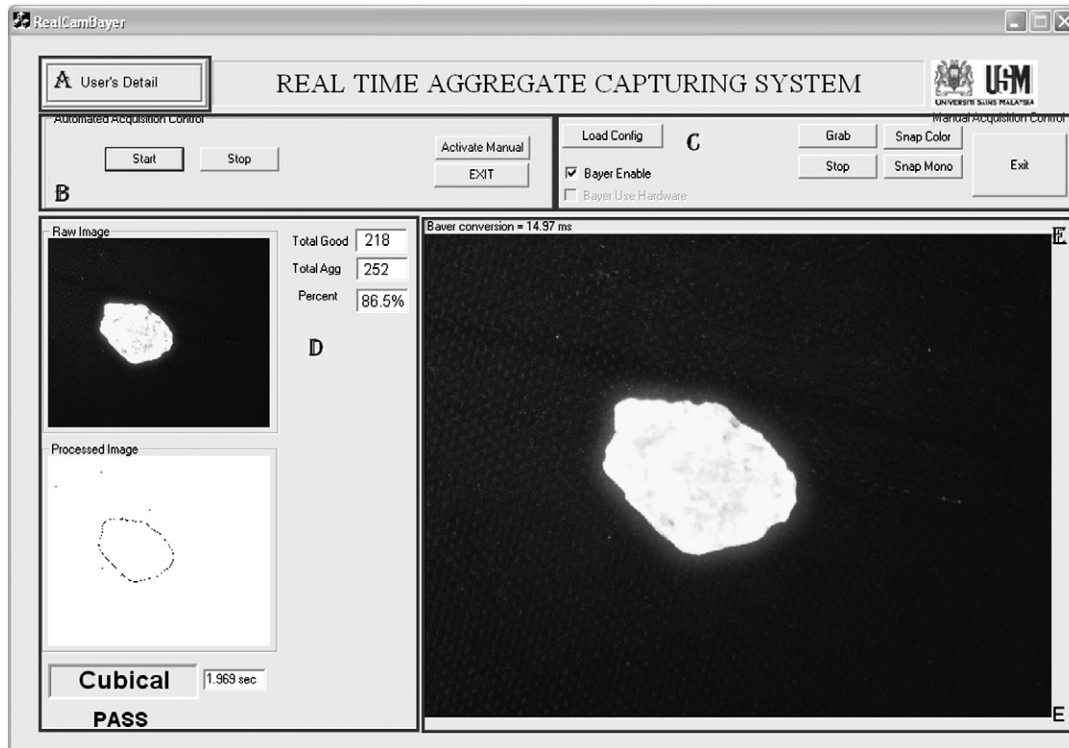 RealCamBayer
A User's Detail
REAL TIME AGGREGATE CAPTURING SYSTEM
USM
UNIVERSITI SAINS MALAYSIA
Automated Acquisition Control
Manual Acquisition Control
Start
Stop
Activate Manual
EXIT
B
Load Config
C
Grab
Snap Color
Exit
Bayer Enable
Stop
Snap Mono
Bayer Use Hardware
Raw Image
Total Good 218
Total Agg 252
Percent 86.5%
D
Processed Image
Cubical
1.969 sec
PASS
Bayer conversion = 14.97 ms
E
E